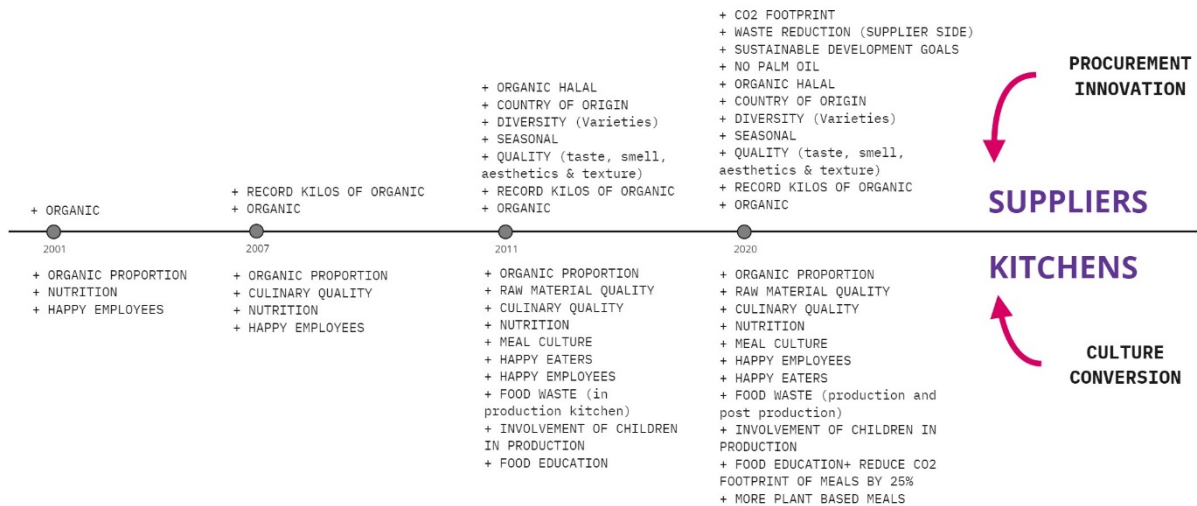 + ORGANIC
2001
+ ORGANIC PROPORTION
+ NUTRITION
+ HAPPY EMPLOYEES
+ RECORD KILOS OF ORGANIC
+ ORGANIC
2007
+ ORGANIC PROPORTION
+ CULINARY QUALITY
+ NUTRITION
+ HAPPY EMPLOYEES
+ ORGANIC HALAL
+ COUNTRY OF ORIGIN
+ DIVERSITY (Varieties)
+ SEASONAL
+ QUALITY (taste, smell,
aesthetics & texture)
+ RECORD KILOS OF ORGANIC
+ ORGANIC
2011
+ ORGANIC PROPORTION
+ RAW MATERIAL QUALITY
+ CULINARY QUALITY
+ NUTRITION
+ MEAL CULTURE
+ HAPPY EATERS
+ HAPPY EMPLOYEES
+ FOOD WASTE (in
production kitchen)
+ INVOLVEMENT OF CHILDREN
IN PRODUCTION
+ FOOD EDUCATION
+ CO2 FOOTPRINT
+ WASTE REDUCTION (SUPPLIER SIDE)
+ SUSTAINABLE DEVELOPMENT GOALS
+ NO PALM OIL
+ ORGANIC HALAL
+ COUNTRY OF ORIGIN
+ DIVERSITY (Varieties)
+ SEASONAL
+ QUALITY (taste, smell,
aesthetics & texture)
+ RECORD KILOS OF ORGANIC
+ ORGANIC
2020
+ ORGANIC PROPORTION
+ RAW MATERIAL QUALITY
+ CULINARY QUALITY
+ NUTRITION
+ MEAL CULTURE
+ HAPPY EMPLOYEES
+ HAPPY EATERS
+ FOOD WASTE (production and
post production)
+ INVOLVEMENT OF CHILDREN IN
PRODUCTION
+ FOOD EDUCATION+ REDUCE CO2
FOOTPRINT OF MEALS BY 25%
+ MORE PLANT BASED MEALS
PROCUREMENT
INNOVATION
SUPPLIERS
KITCHENS
CULTURE
CONVERSION